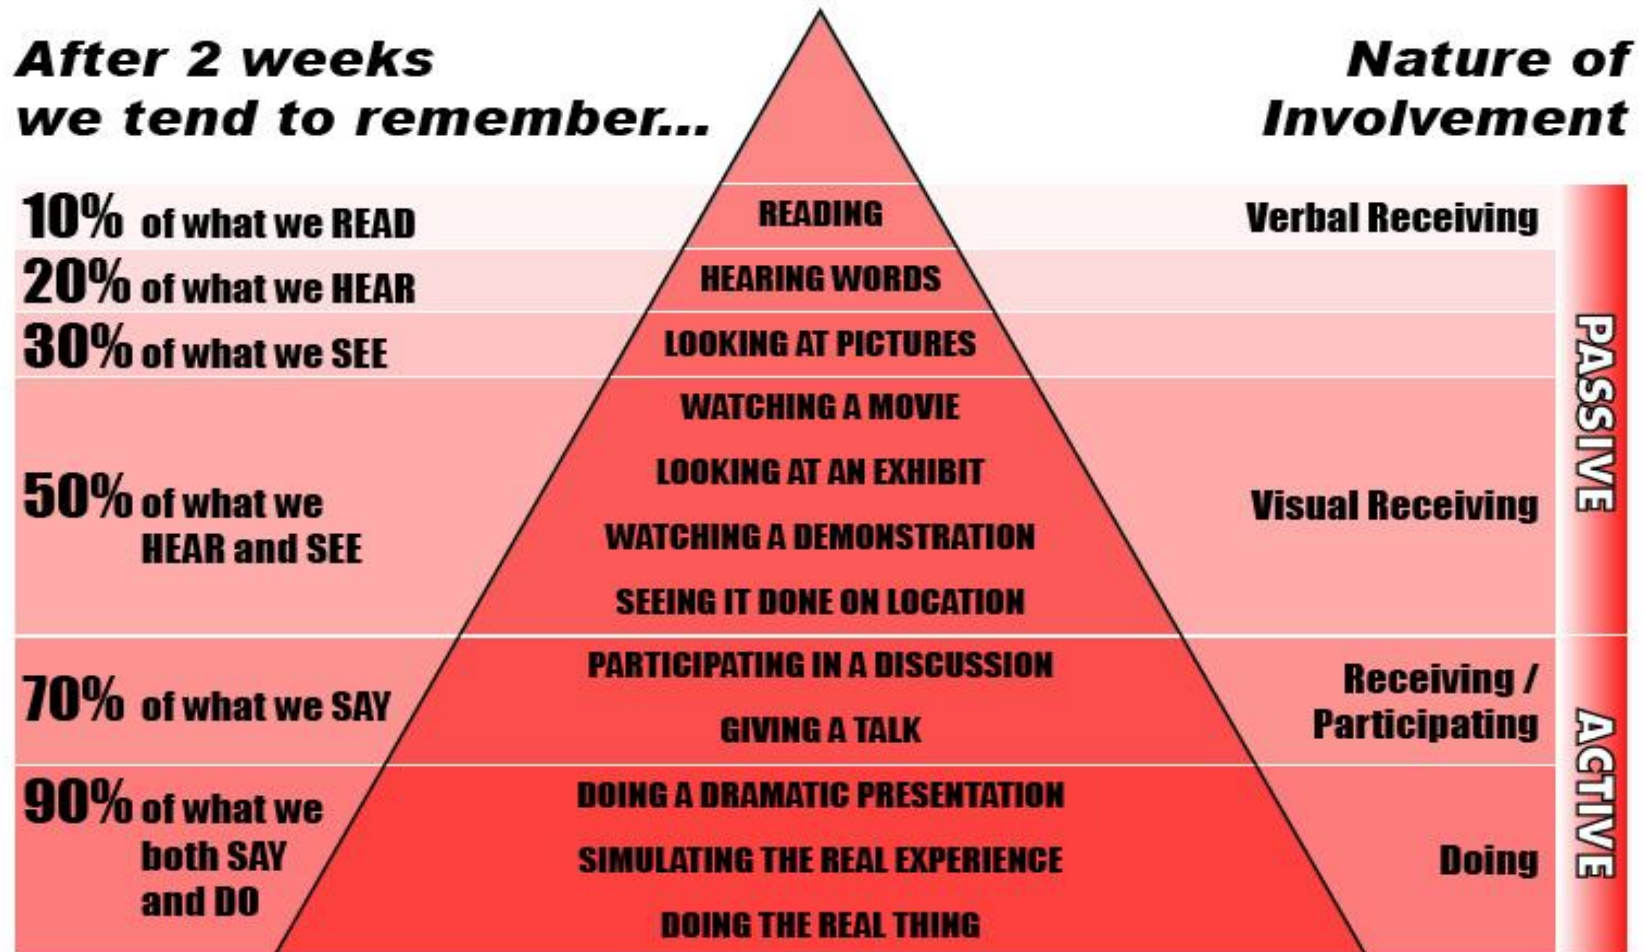 After 2 weeks
we tend to remember...
Nature of
Involvement
10% of what we READ
READING
Verbal Receiving
20% of what we HEAR
HEARING WORDS
30% of what we SEE
LOOKING AT PICTURES
50% of what we
HEAR and SEE
WATCHING A MOVIE
LOOKING AT AN EXHIBIT
WATCHING A DEMONSTRATION
SEEING IT DONE ON LOCATION
Visual Receiving
PASSIVE
70% of what we SAY
PARTICIPATING IN A DISCUSSION
GIVING A TALK
Receiving /
Participating
90% of what we
both SAY
and DO
DOING A DRAMATIC PRESENTATION
SIMULATING THE REAL EXPERIENCE
DOING THE REAL THING
Doing
ACTIVE